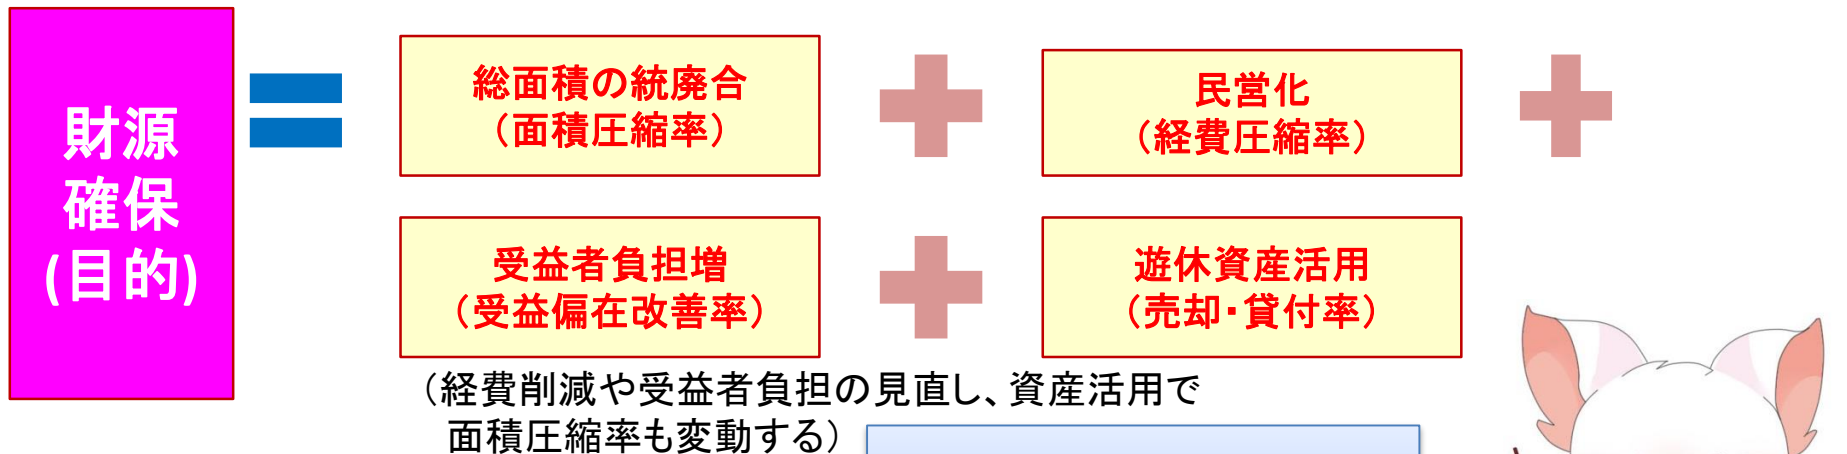 財源
確保
(目的)
総面積の統廃合
（面積圧縮率）
民営化
（経費圧縮率）
受益者負担増
（受益偏在改善率）
遊休資産活用
（売却・貸付率）
（経費削減や受益者負担の見直し、資産活用で
面積圧縮率も変動する）